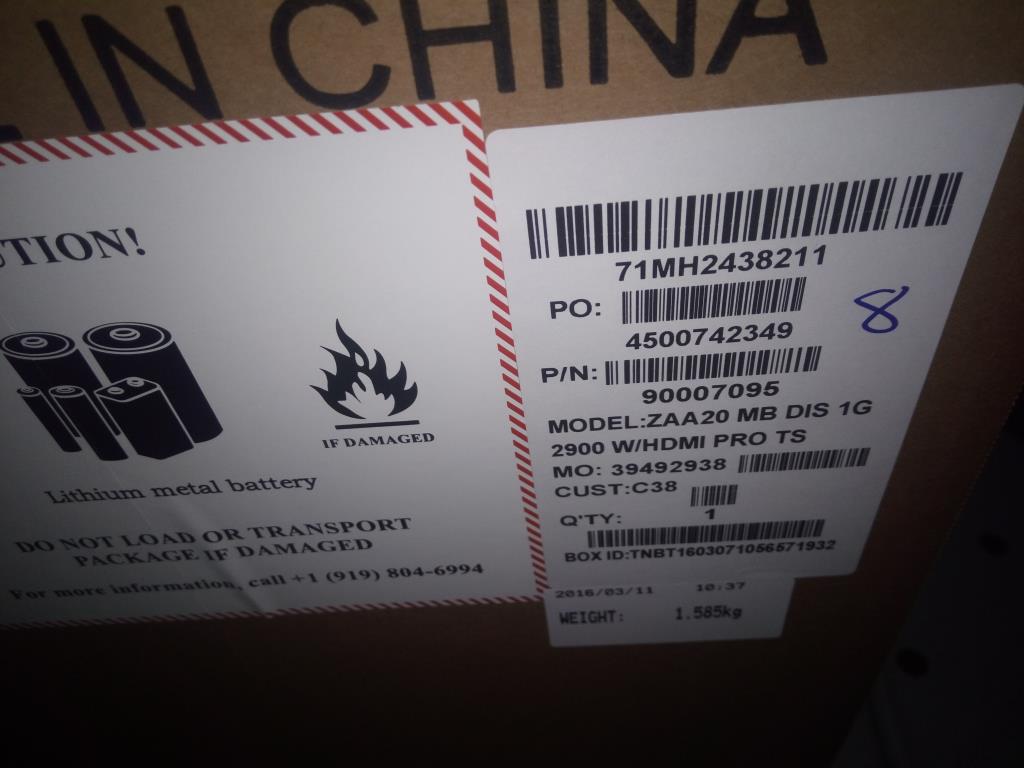 IN CHINA
UTION!
IF DAMAGED
Lithium metal battery
DO NOT LOAD OR TRANSPORT
PACKAGE IF DAMAGED
For more information, call +1 (919) 804-6994
71MH2438211
PO:
4500742349
8
P/N:
90007095
MODEL:ZAA20 MB DIS 1G
2900 W/HDMI PRO TS
MO: 39492938
CUST:C38
Q'TY: 1
BOX ID:TNBT1603071056571932
2016/03/11 10:37
WEIGHT: 1.585kg